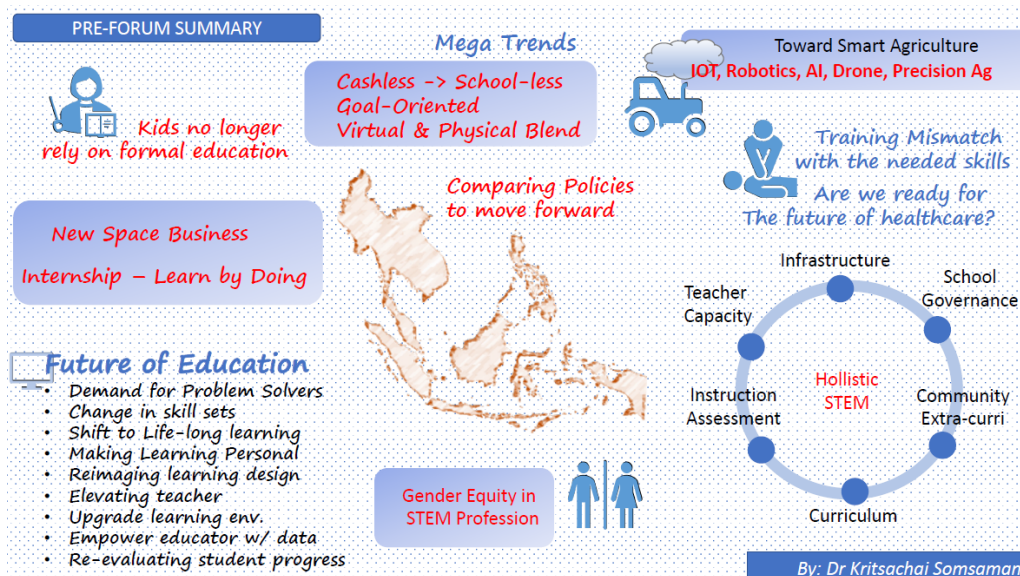 PRE-FORUM SUMMARY
Kids no longer
rely on formal education
Mega Trends
Cashless -> School-less
Goal-Oriented
Virtual & Physical Blend
Toward Smart Agriculture
IOT, Robotics, AI, Drone, Precision Ag
Training Mismatch
with the needed skills
Are we ready for
The future of healthcare?
New Space Business
Internship – Learn by Doing
Comparing Policies
to move forward
Future of Education
• Demand for Problem Solvers
• Change in skill sets
• Shift to Life-long learning
• Making Learning Personal
• Reimaging learning design
• Elevating teacher
• Upgrade learning env.
• Empower educator w/ data
• Re-evaluating student progress
Gender Equity in
STEM Profession
Infrastructure
School
Governance
Teacher
Capacity
Hollistic
STEM
Instruction
Assessment
Community
Extra-curri
Curriculum
By: Dr Kritsachai Somsaman